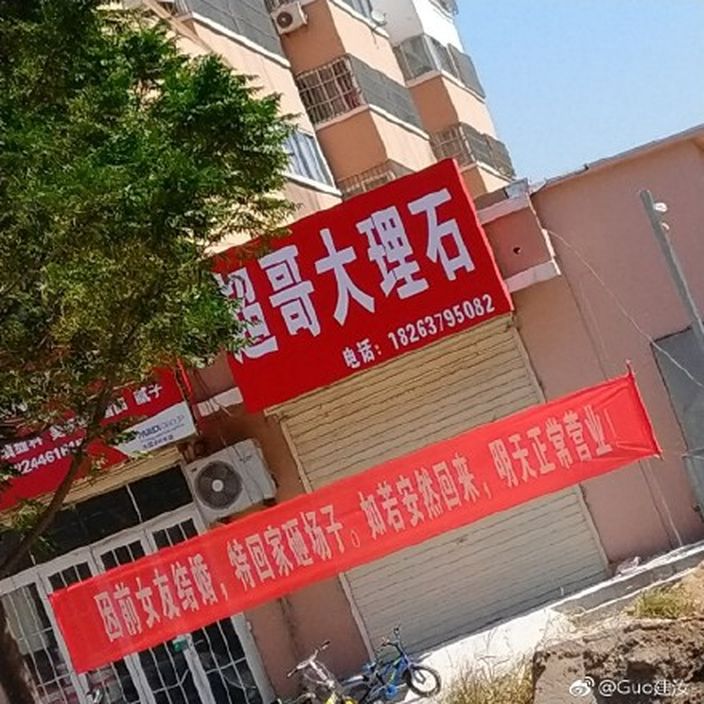 超哥大理石
电话：18263795082
因前女友结婚，特回家砸场子。如若安然回来，明天正常营业
@Guo建汝